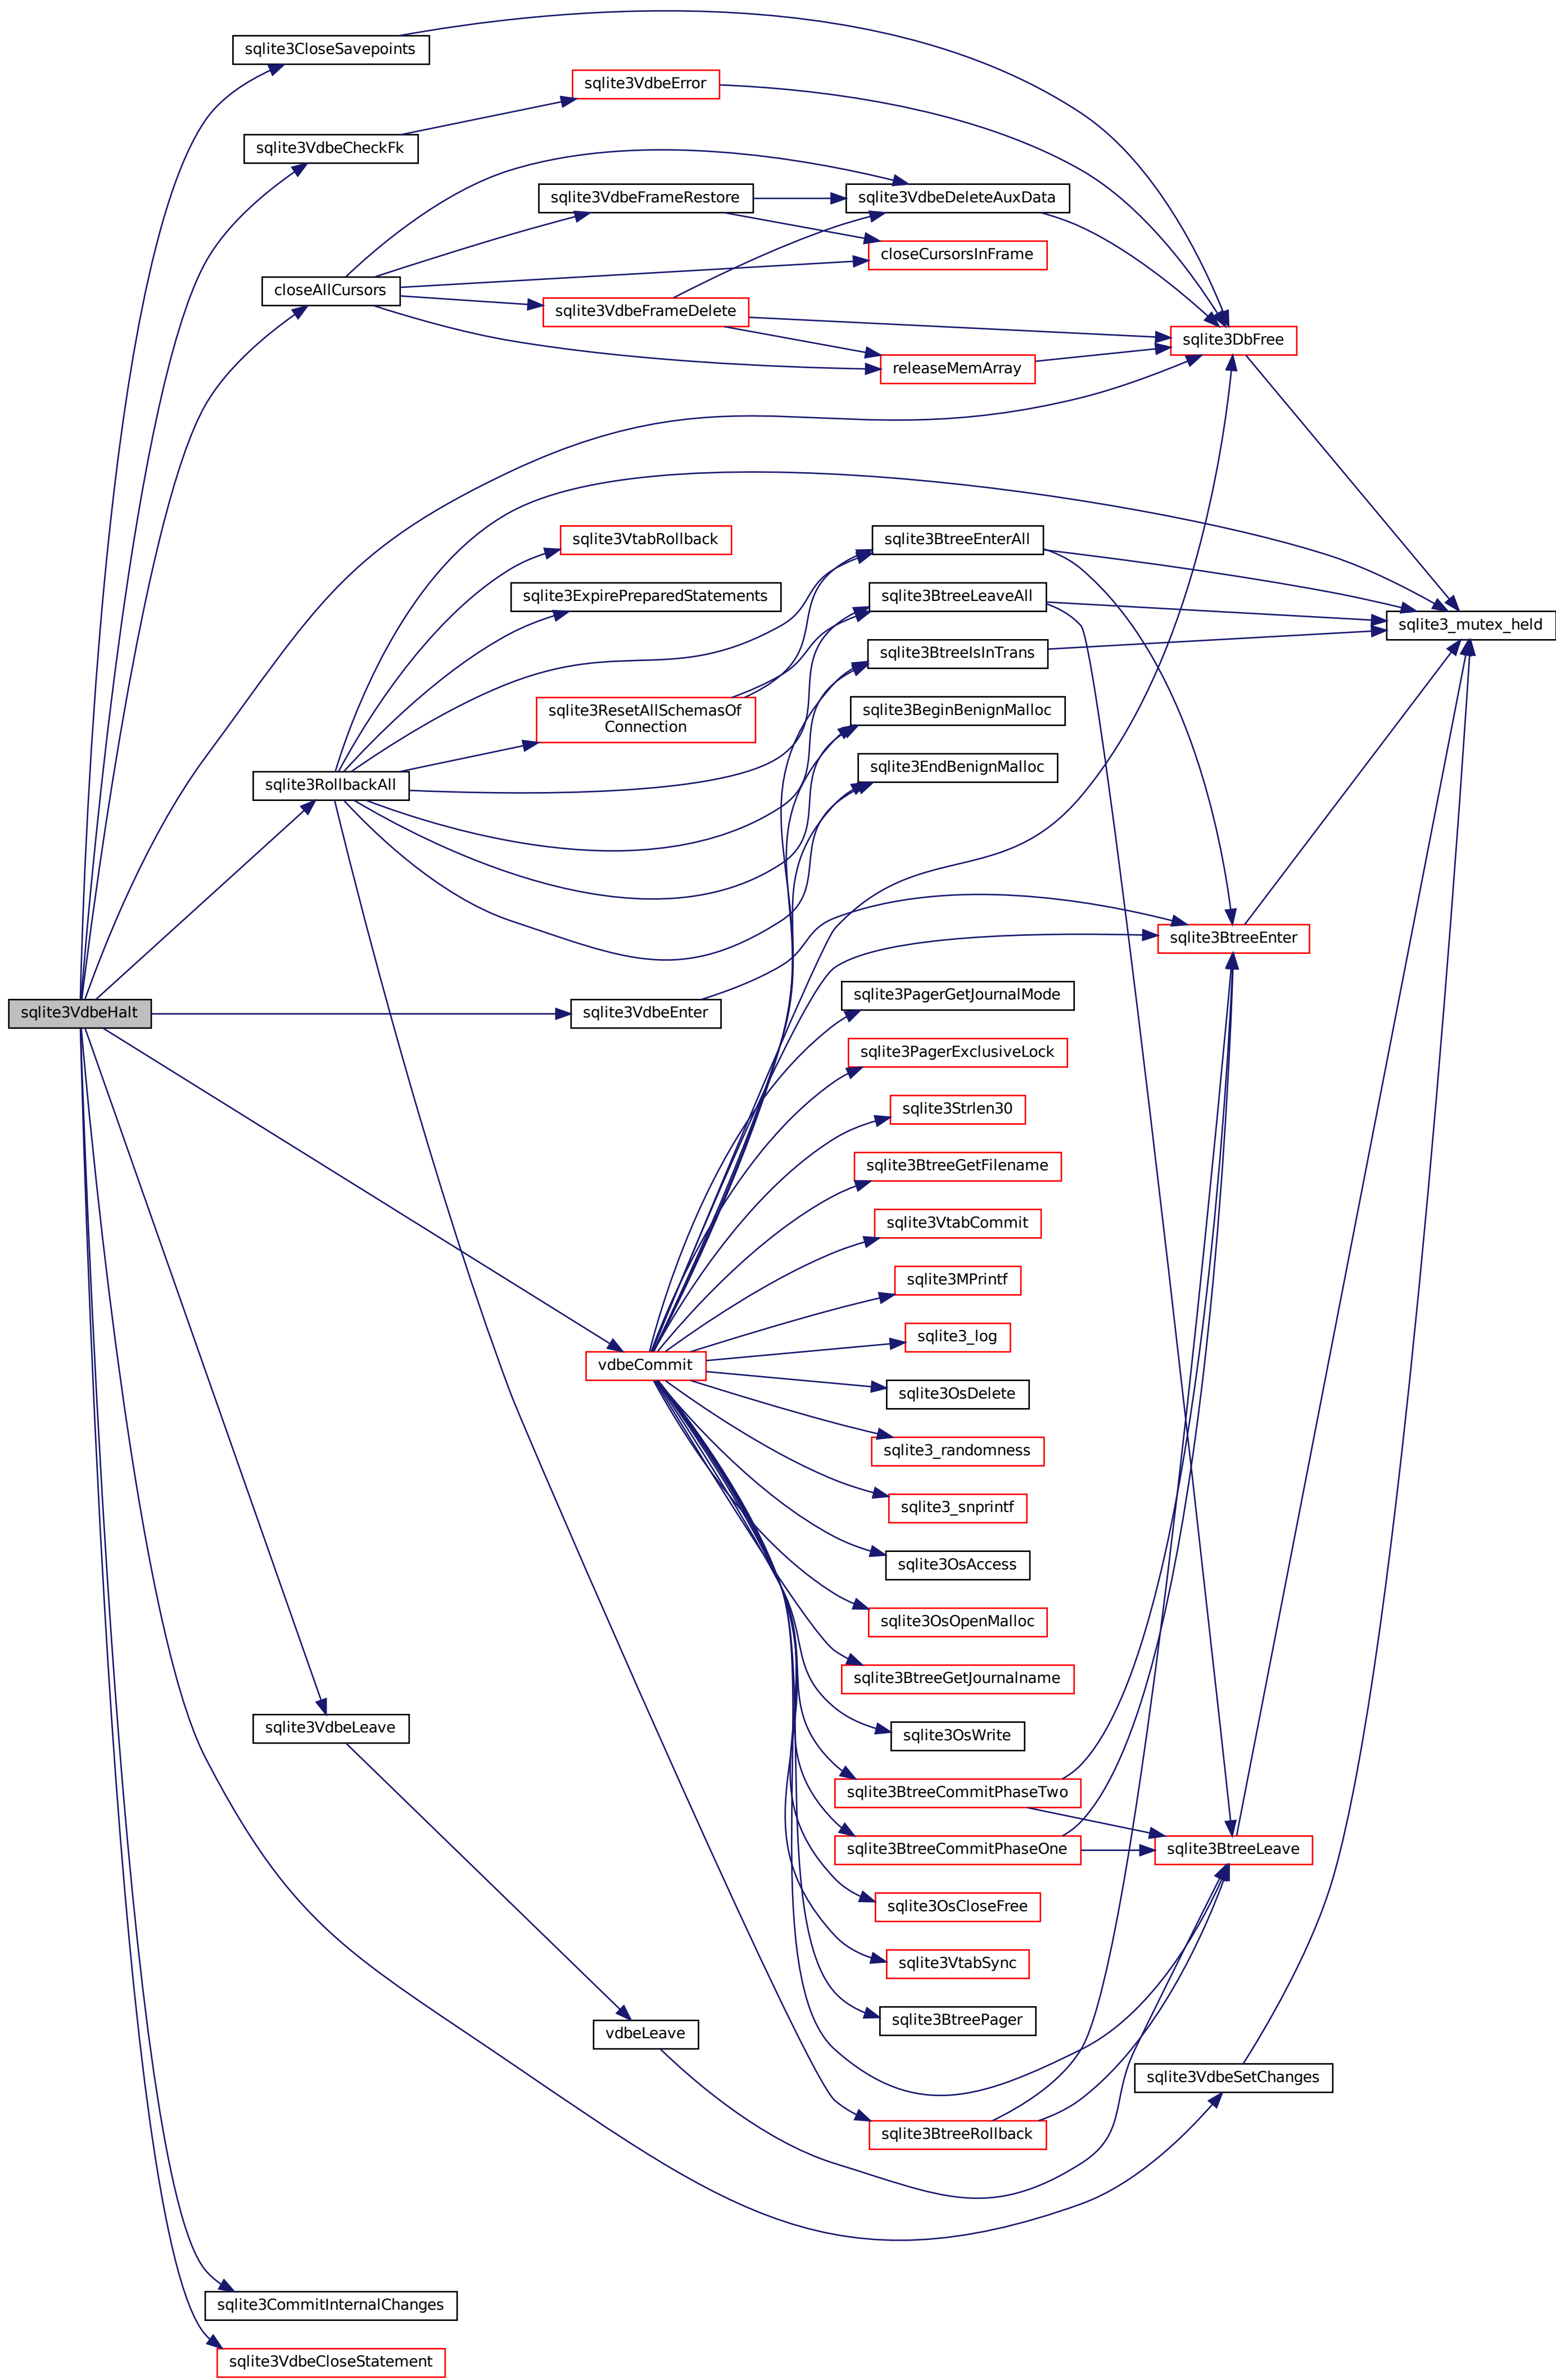 sqlite3CloseSavepoints
sqlite3VdbeError
sqlite3VdbeCheckFk
sqlite3VdbeFrameRestore
sqlite3VdbeDeleteAuxData
closeCursorsInFrame
closeAllCursors
sqlite3VdbeFrameDelete
sqlite3DbFree
releaseMemArray
sqlite3VtabRollback
sqlite3BtreeEnterAll
sqlite3ExpirePreparedStatements
sqlite3BtreeLeaveAll
sqlite3_mutex_held
sqlite3BtreeIsInTrans
sqlite3ResetAllSchemasOf
Connection
sqlite3BeginBenignMalloc
sqlite3EndBenignMalloc
sqlite3RollbackAll
sqlite3BtreeEnter
sqlite3PagerGetJournalMode
sqlite3VdbeHalt
sqlite3VdbeEnter
sqlite3PagerExclusiveLock
sqlite3Strlen30
sqlite3BtreeGetFilename
sqlite3VtabCommit
sqlite3MPrintf
sqlite3_log
vdbeCommit
sqlite3OsDelete
sqlite3_randomness
sqlite3_snprintf
sqlite3OsAccess
sqlite3OsOpenMalloc
sqlite3BtreeGetJournalname
sqlite3VdbeLeave
sqlite3OsWrite
sqlite3BtreeCommitPhaseTwo
sqlite3BtreeCommitPhaseOne
sqlite3BtreeLeave
sqlite3OsCloseFree
sqlite3VtabSync
sqlite3BtreePager
vdbeLeave
sqlite3VdbeSetChanges
sqlite3BtreeRollback
sqlite3CommitInternalChanges
sqlite3VdbeCloseStatement